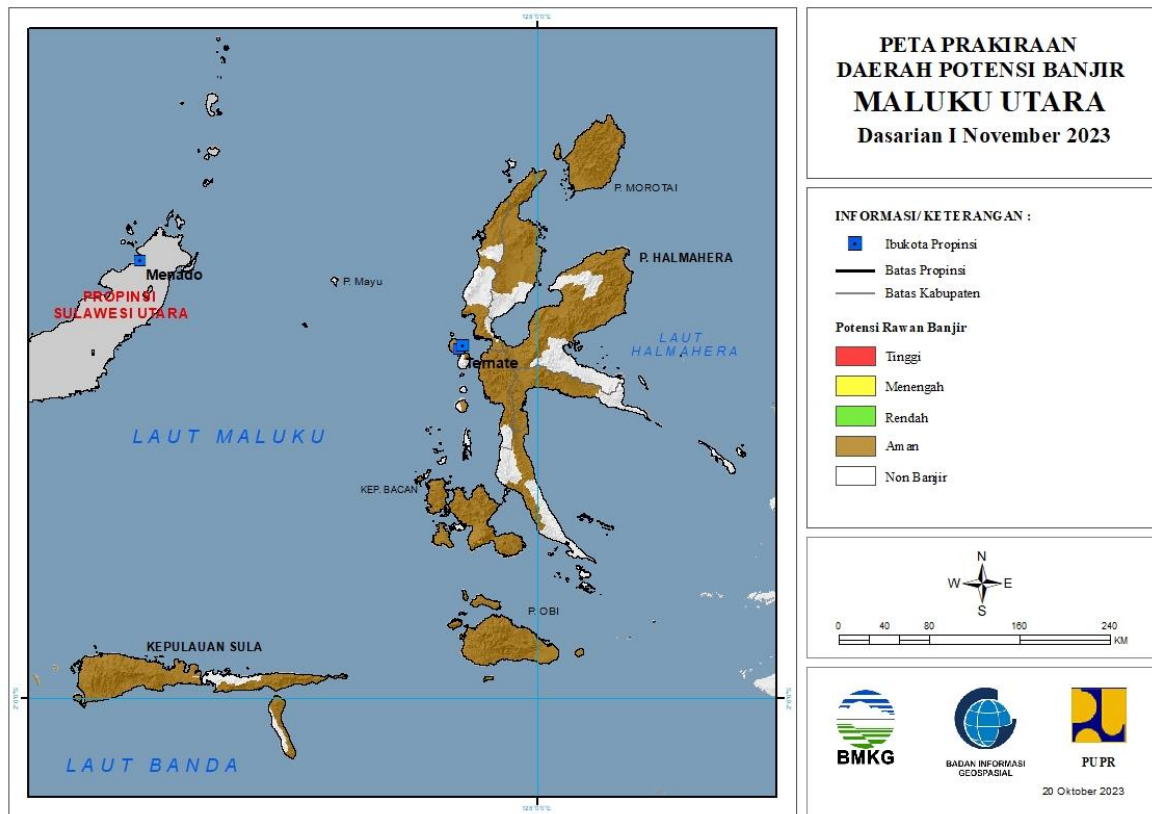 PETA PRAKIRAAN
DAERAH POTENSI BANJIR
MALUKU UTARA
Dasarian I November 2023
P. MOROTAI
P. HALMAHERA
Menado
PROPINSI
SULAWESI UTARA
P. Mayu
LAUT
HALMAHERA
Ternate
LAUT MALUKU
KEP. BACAN
P. OBI
KEPULAUAN SULA
LAUT BANDA
INFORMASI/ KETERANGAN :
Ibukota Propinsi
Batas Propinsi
Batas Kabupaten
Potensi Rawan Banjir
Tinggi
Menengah
Rendah
Aman
Non Banjir
N
W E
S
0 40 80 160 240
KM
BMKG
BADAN INFORMASI
GEOSPASIAL
PUPR
20 Oktober 2023